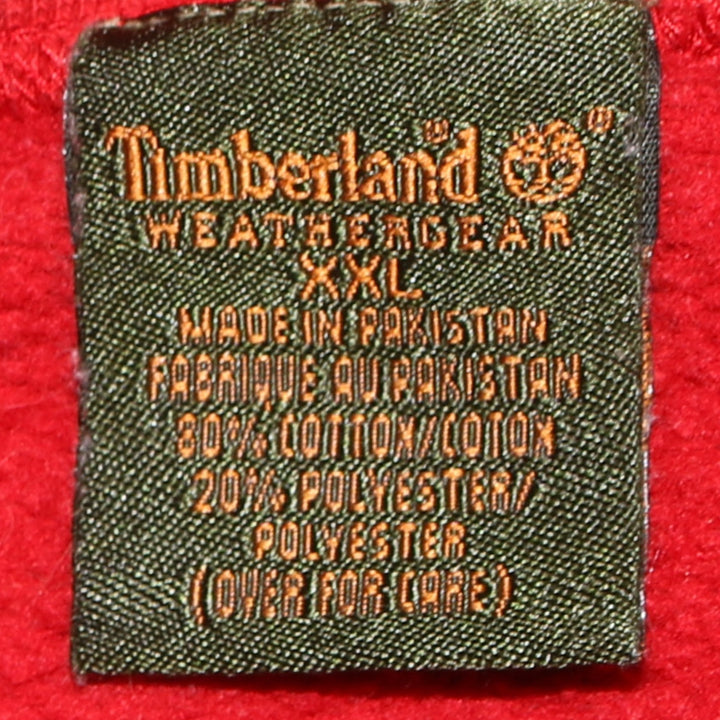 Timberland® ®
WEATHERGEAR
XXL
MADE IN PAKISTAN
FABRIQUE AU PAKISTAN
80% COTTON/COTON
20% POLYESTER/
POLYESTER
(OVER FOR CARE)